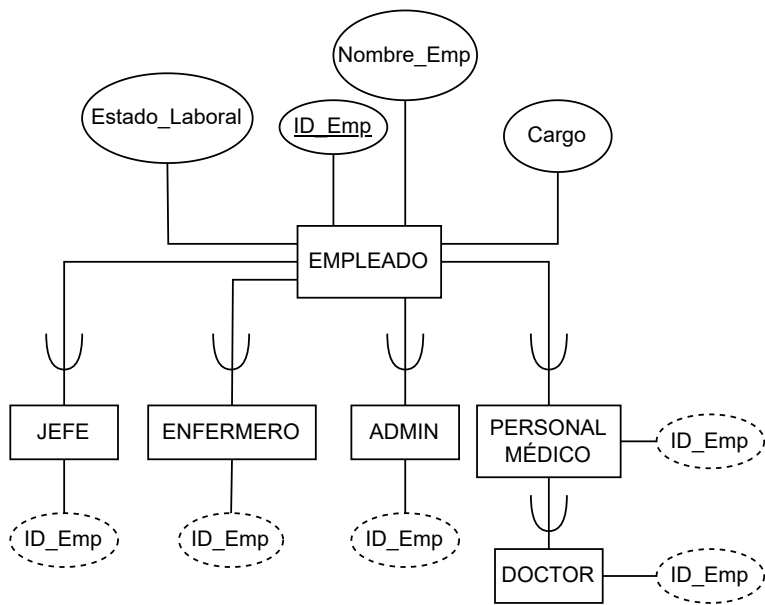 Nombre_Emp
Estado_Laboral
ID_Emp
Cargo
EMPLEADO
JEFE
ENFERMERO
ADMIN
PERSONAL
MÉDICO
ID_Emp
ID_Emp
ID_Emp
ID_Emp
DOCTOR
ID_Emp